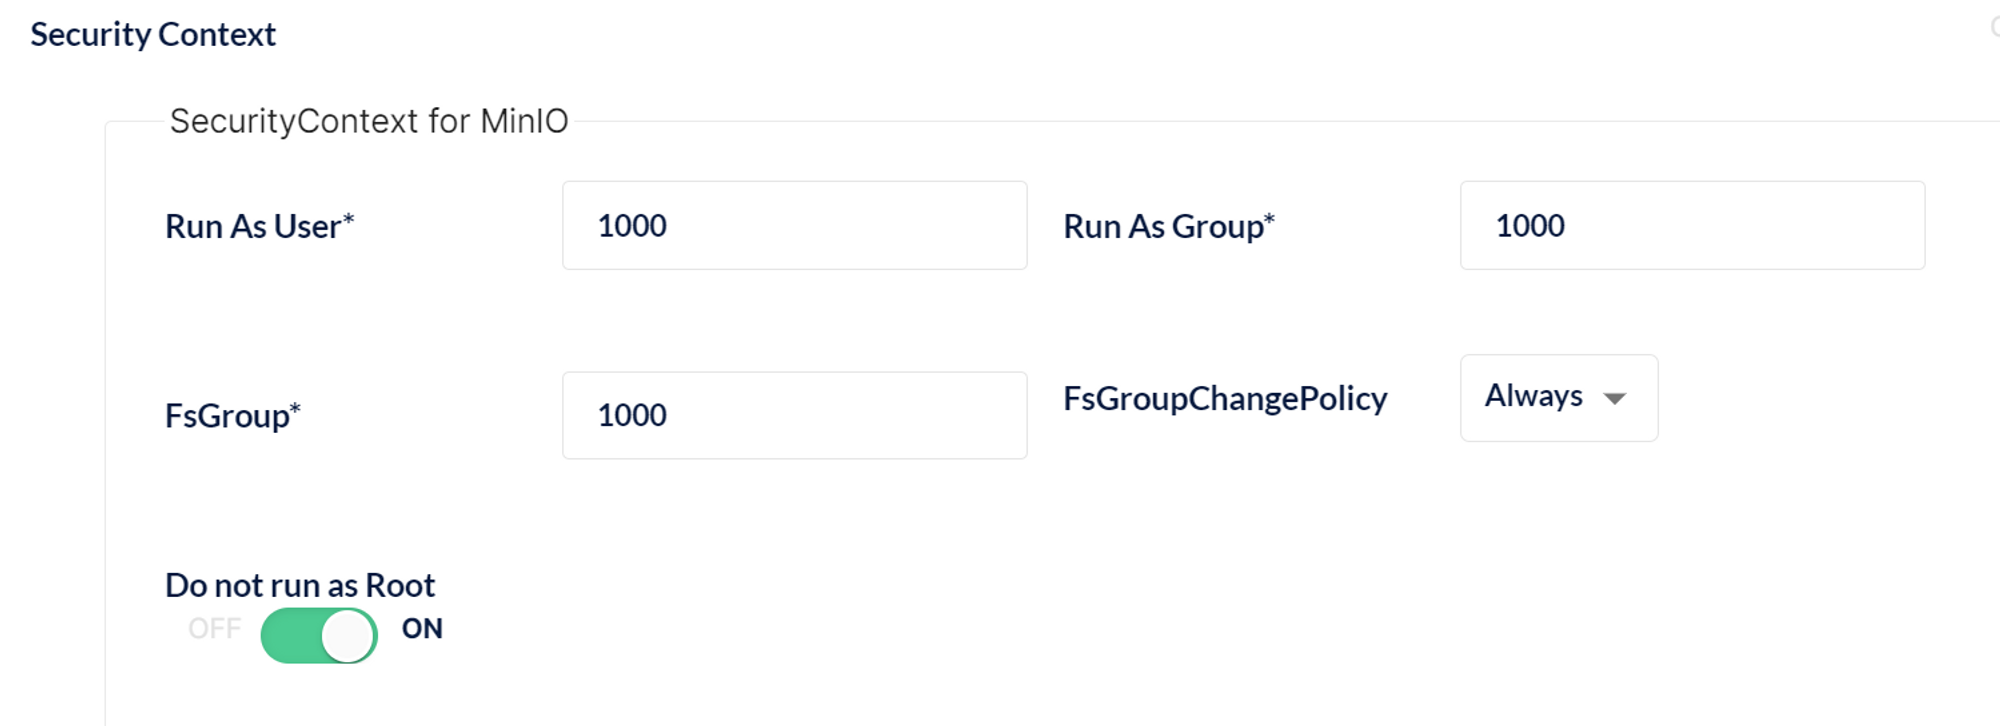 Security Context
SecurityContext for MinIO
Run As User*
1000
Run As Group*
1000
FsGroup*
1000
FsGroupChangePolicy
Always
Do not run as Root
OFF
ON